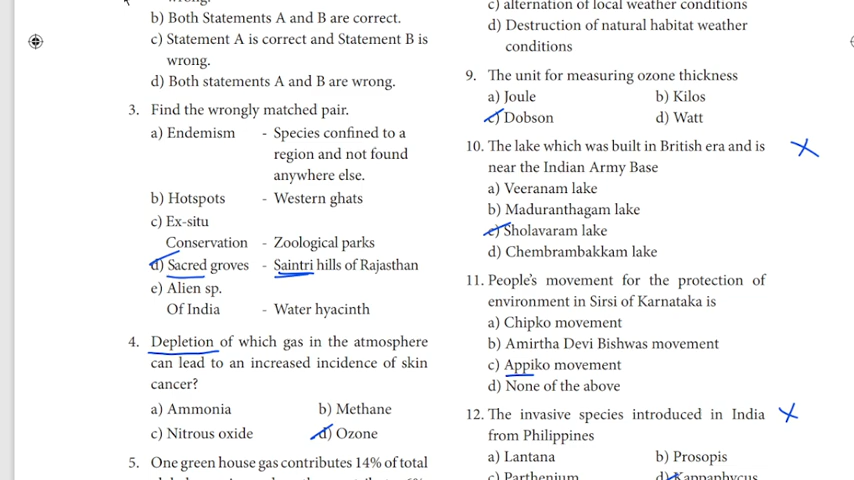 wrong.
b) Both Statements A and B are correct.
c) Statement A is correct and Statement B is
wrong.
d) Both statements A and B are wrong.
3. Find the wrongly matched pair.
a) Endemism - Species confined to a
region and not found
anywhere else.
b) Hotspots - Western ghats
c) Ex-situ
Conservation - Zoological parks
d) Sacred groves - Saintri hills of Rajasthan
e) Alien sp.
Of India - Water hyacinth
4. Depletion of which gas in the atmosphere
can lead to an increased incidence of skin
cancer?
a) Ammonia b) Methane
c) Nitrous oxide d) Ozone
5. One green house gas contributes 14% of total
c) alternation of local weather conditions
d) Destruction of natural habitat weather
conditions
9. The unit for measuring ozone thickness
a) Joule b) Kilos
c) Dobson d) Watt
10. The lake which was built in British era and is
near the Indian Army Base
a) Veeranam lake
b) Maduranthagam lake
c) Sholavaram lake
d) Chembrambakkam lake
11. People's movement for the protection of
environment in Sirsi of Karnataka is
a) Chipko movement
b) Amirtha Devi Bishwas movement
c) Appiko movement
d) None of the above
12. The invasive species introduced in India
from Philippines
a) Lantana b) Prosopis
c) Parthenium d) Kappaphycus